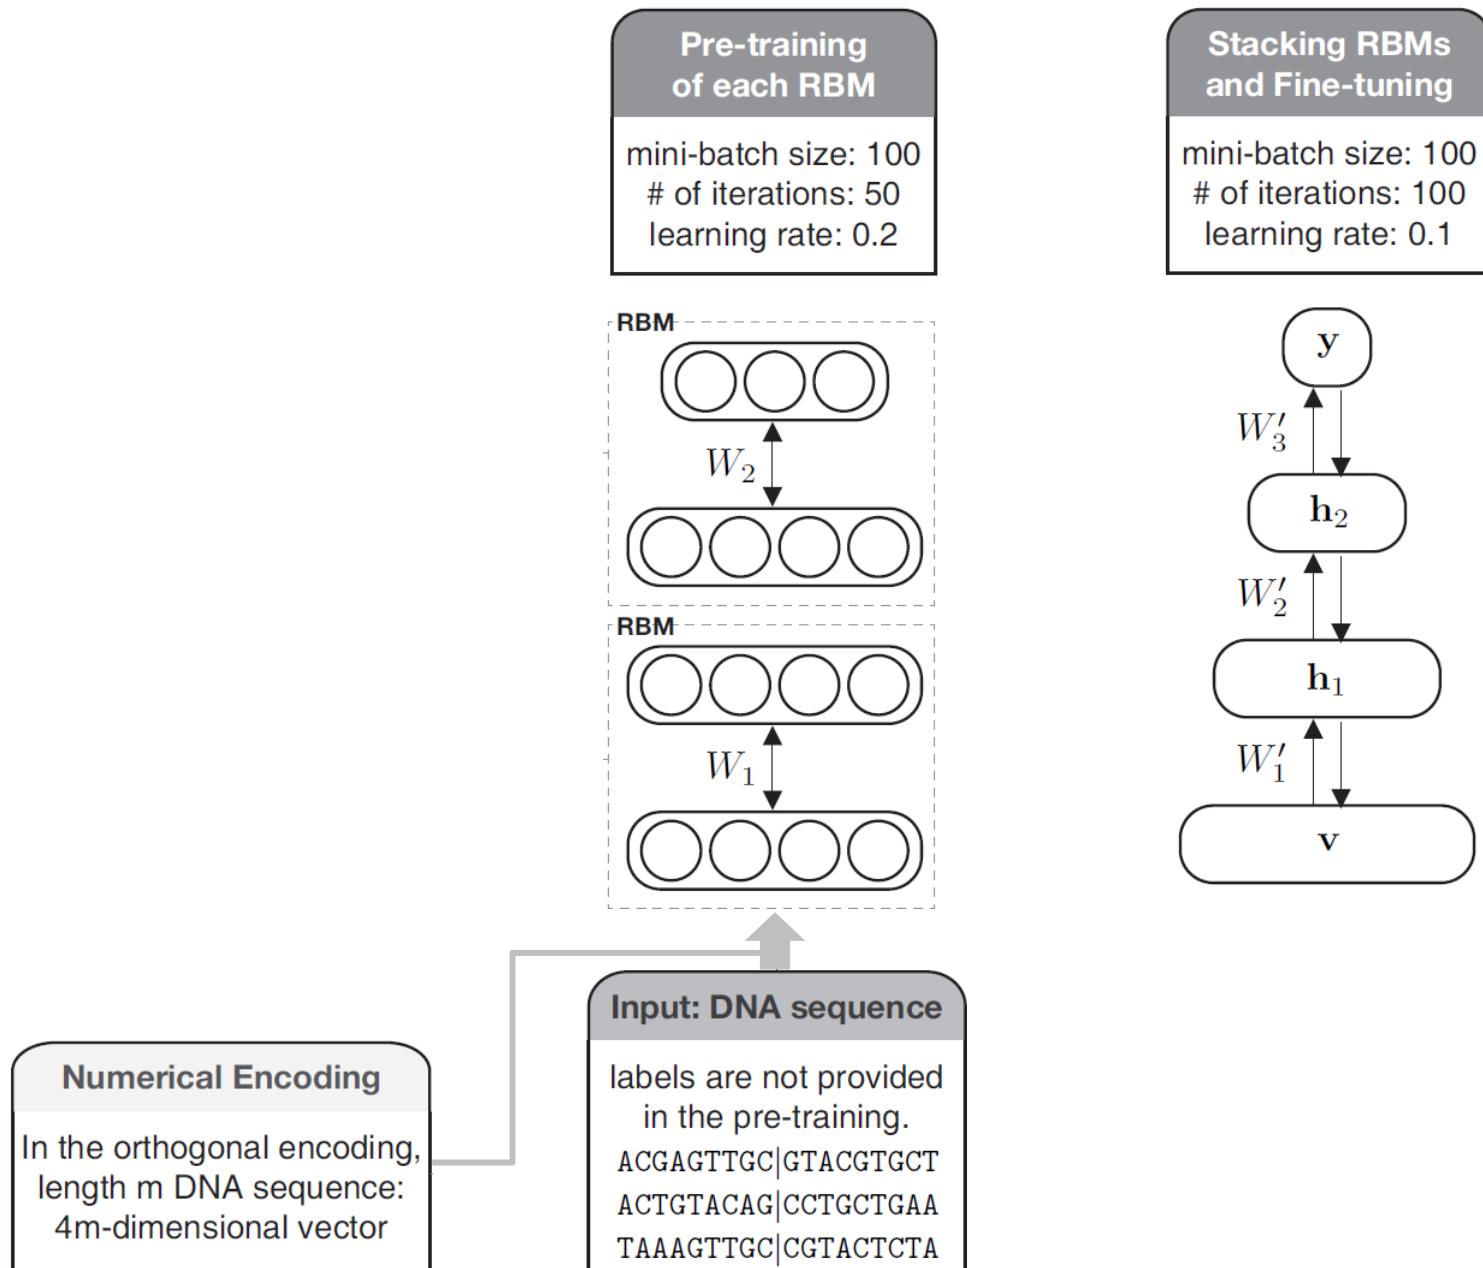 Pre-training
of each RBM
mini-batch size: 100
# of iterations: 50
learning rate: 0.2
Stacking RBMs
and Fine-tuning
mini-batch size: 100
# of iterations: 100
learning rate: 0.1
RBM
W₂
RBM
W₁
y
W′₃
h₂
W′₂
h₁
W′₁
v
Numerical Encoding
In the orthogonal encoding,
length m DNA sequence:
4m-dimensional vector
Input: DNA sequence
labels are not provided
in the pre-training.
ACGAGTTGC|GTACGTGCT
ACTGTACAG|CCTGCTGAA
TAAAGTTGC|CGTACTCTA